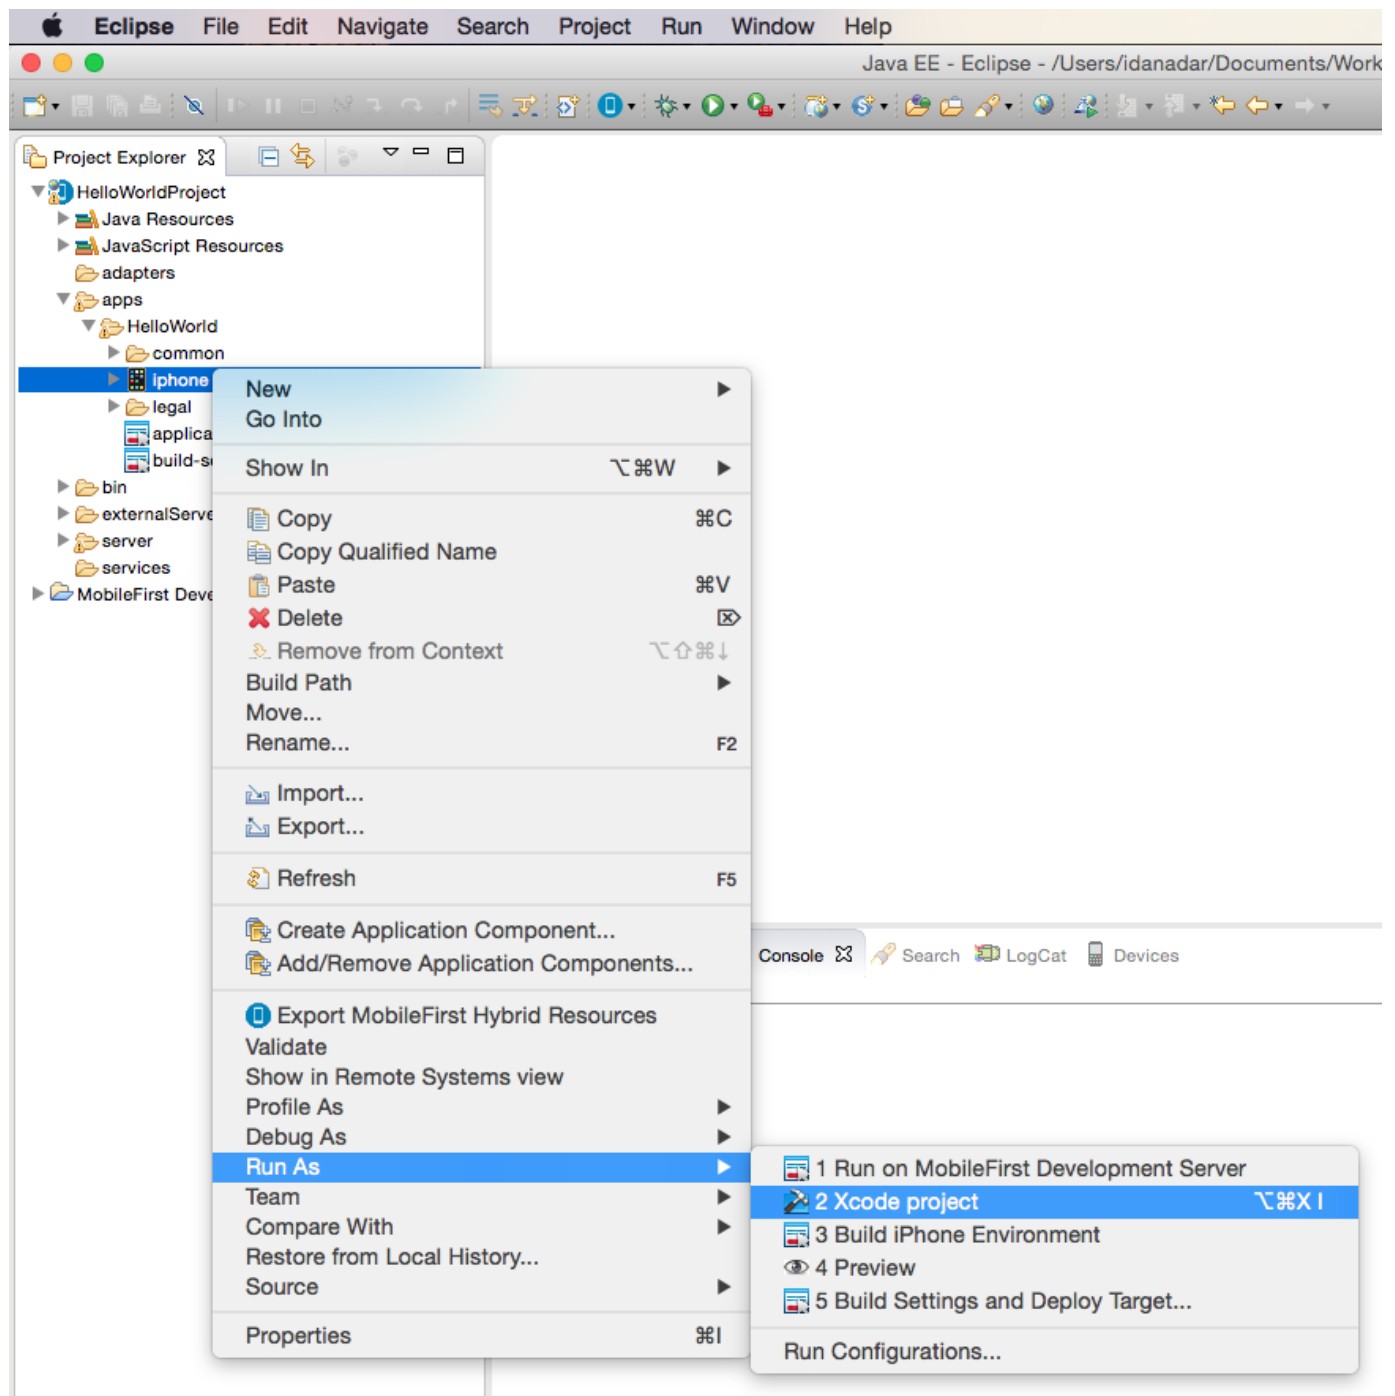 Eclipse File Edit Navigate Search Project Run Window Help
Java EE - Eclipse - /Users/idanadar/Documents/Work
Project Explorer
HelloWorldProject
Java Resources
JavaScript Resources
adapters
apps
HelloWorld
common
iphone
legal
applica
build-s
bin
externalServe
server
services
MobileFirst Deve
New
Go Into
Show In ⌥⌘W
Copy ⌘C
Copy Qualified Name
Paste ⌘V
Delete ⌦
Remove from Context ⌥⇧⌘↓
Build Path
Move...
Rename... F2
Import...
Export...
Refresh F5
Create Application Component...
Add/Remove Application Components...
Export MobileFirst Hybrid Resources
Validate
Show in Remote Systems view
Profile As
Debug As
Run As
Team
Compare With
Restore from Local History...
Source
Properties ⌘I
Console Search LogCat Devices
1 Run on MobileFirst Development Server
2 Xcode project ⌥⌘X I
3 Build iPhone Environment
4 Preview
5 Build Settings and Deploy Target...
Run Configurations...